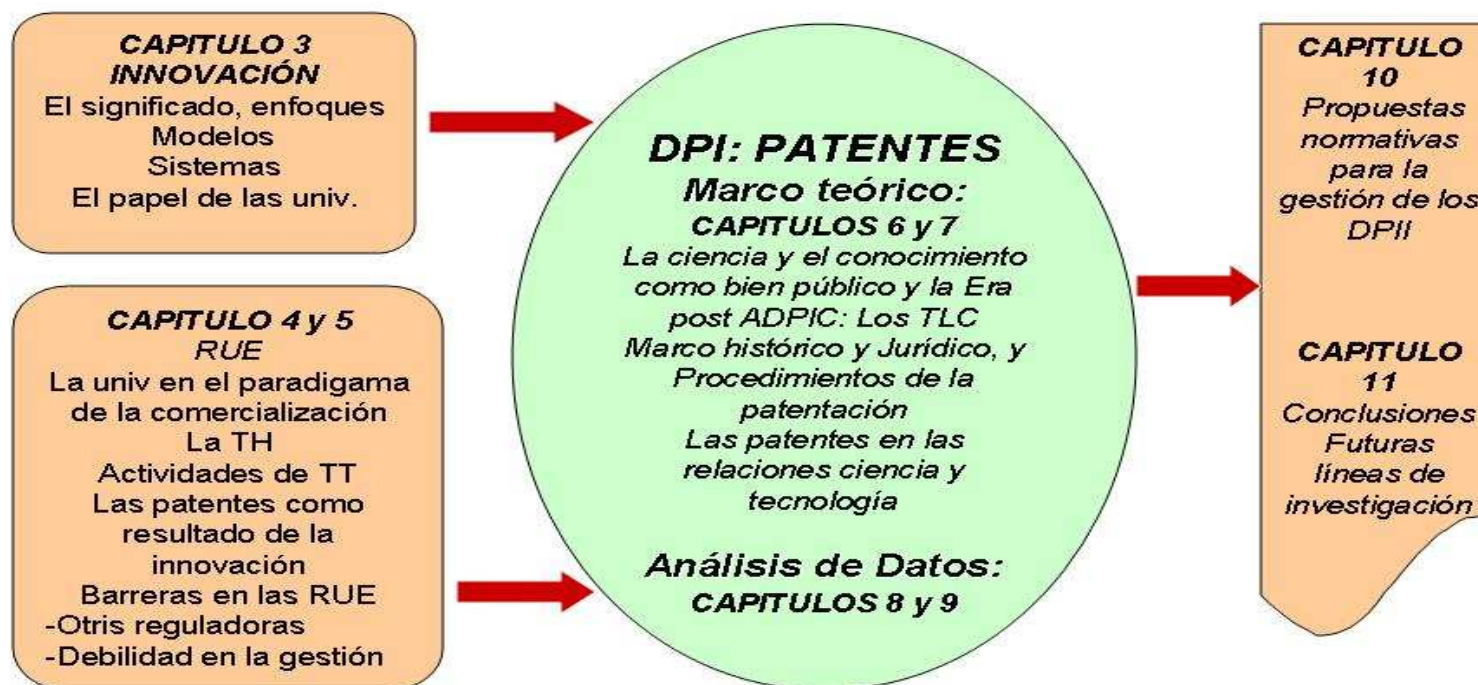 CAPITULO 3
INNOVACIÓN
El significado, enfoques
Modelos
Sistemas
El papel de las univ.
CAPITULO 4 y 5
RUE
La univ en el paradigama
de la comercialización
La TH
Actividades de TT
Las patentes como
resultado de la
innovación
Barreras en las RUE
-Otris reguladoras
-Debilidad en la gestión
DPI: PATENTES
Marco teórico:
CAPITULOS 6 y 7
La ciencia y el conocimiento
como bien público y la Era
post ADPIC: Los TLC
Marco histórico y Jurídico, y
Procedimientos de la
patentación
Las patentes en las
relaciones ciencia y
tecnología
Análisis de Datos:
CAPITULOS 8 y 9
CAPITULO
10
Propuestas
normativas
para la
gestión de los
DPII
CAPITULO
11
Conclusiones
Futuras
líneas de
investigación